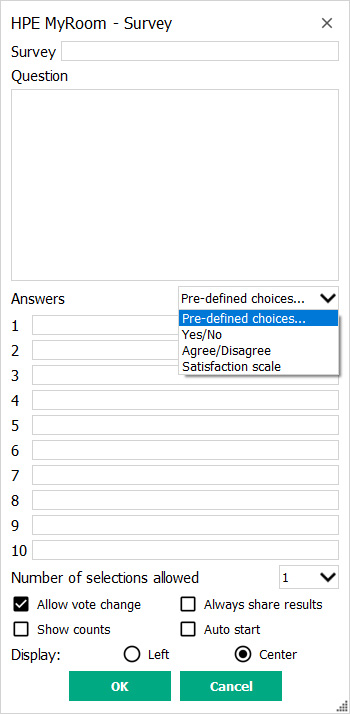 HPE MyRoom - Survey
Survey
Question
Answers Pre-defined choices...
Pre-defined choices...
1
Yes/No
2 Agree/Disagree
3 Satisfaction scale
4
5
6
7
8
9
10
Number of selections allowed 1
Allow vote change Always share results
Show counts Auto start
Display: Left Center
OK Cancel